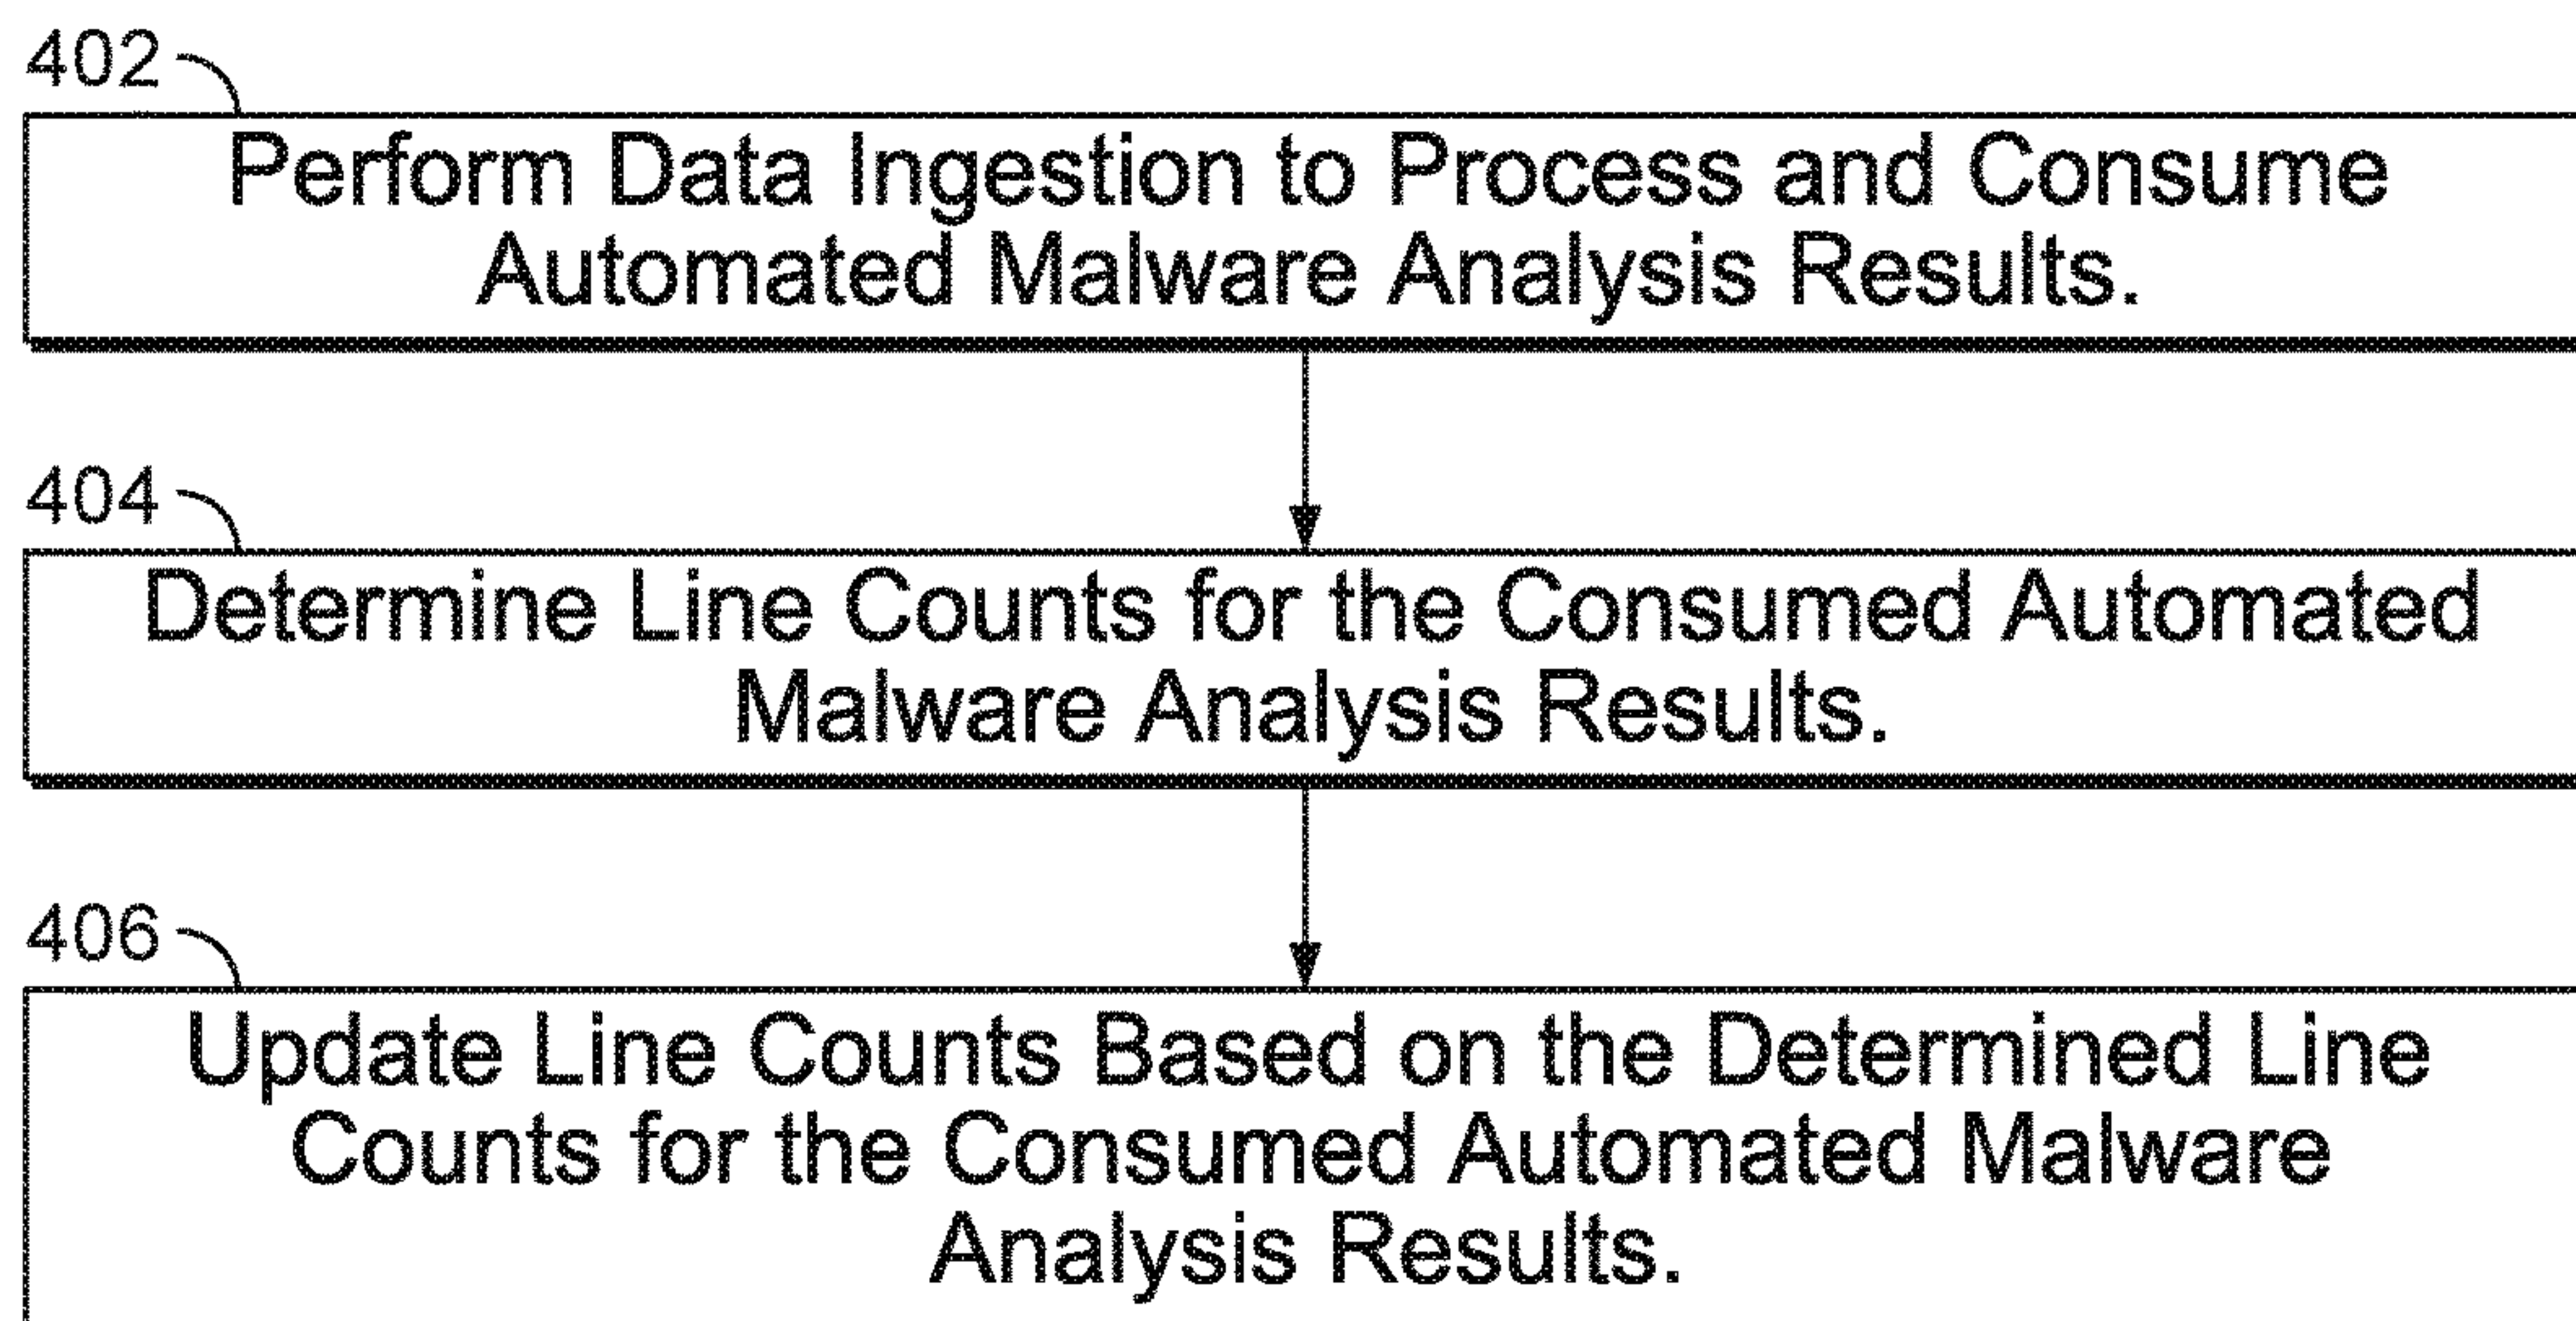 402
Perform Data Ingestion to Process and Consume
Automated Malware Analysis Results.
404
Determine Line Counts for the Consumed Automated
Malware Analysis Results.
406
Update Line Counts Based on the Determined Line
Counts for the Consumed Automated Malware
Analysis Results.